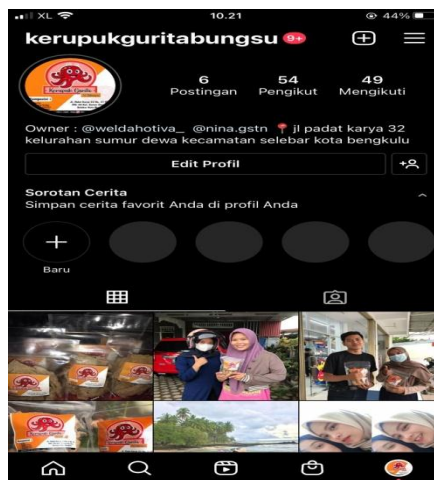 XL 10.21 44%
kerupukguritabungsu 9+
6 54 49
Postingan Pengikut Mengikuti
Owner : @weldahotiva_ @nina.gstn 📍 jl padat karya 32
kelurahan sumur dewa kecamatan selebar kota bengkulu
Edit Profil
Sorotan Cerita
Simpan cerita favorit Anda di profil Anda
Baru